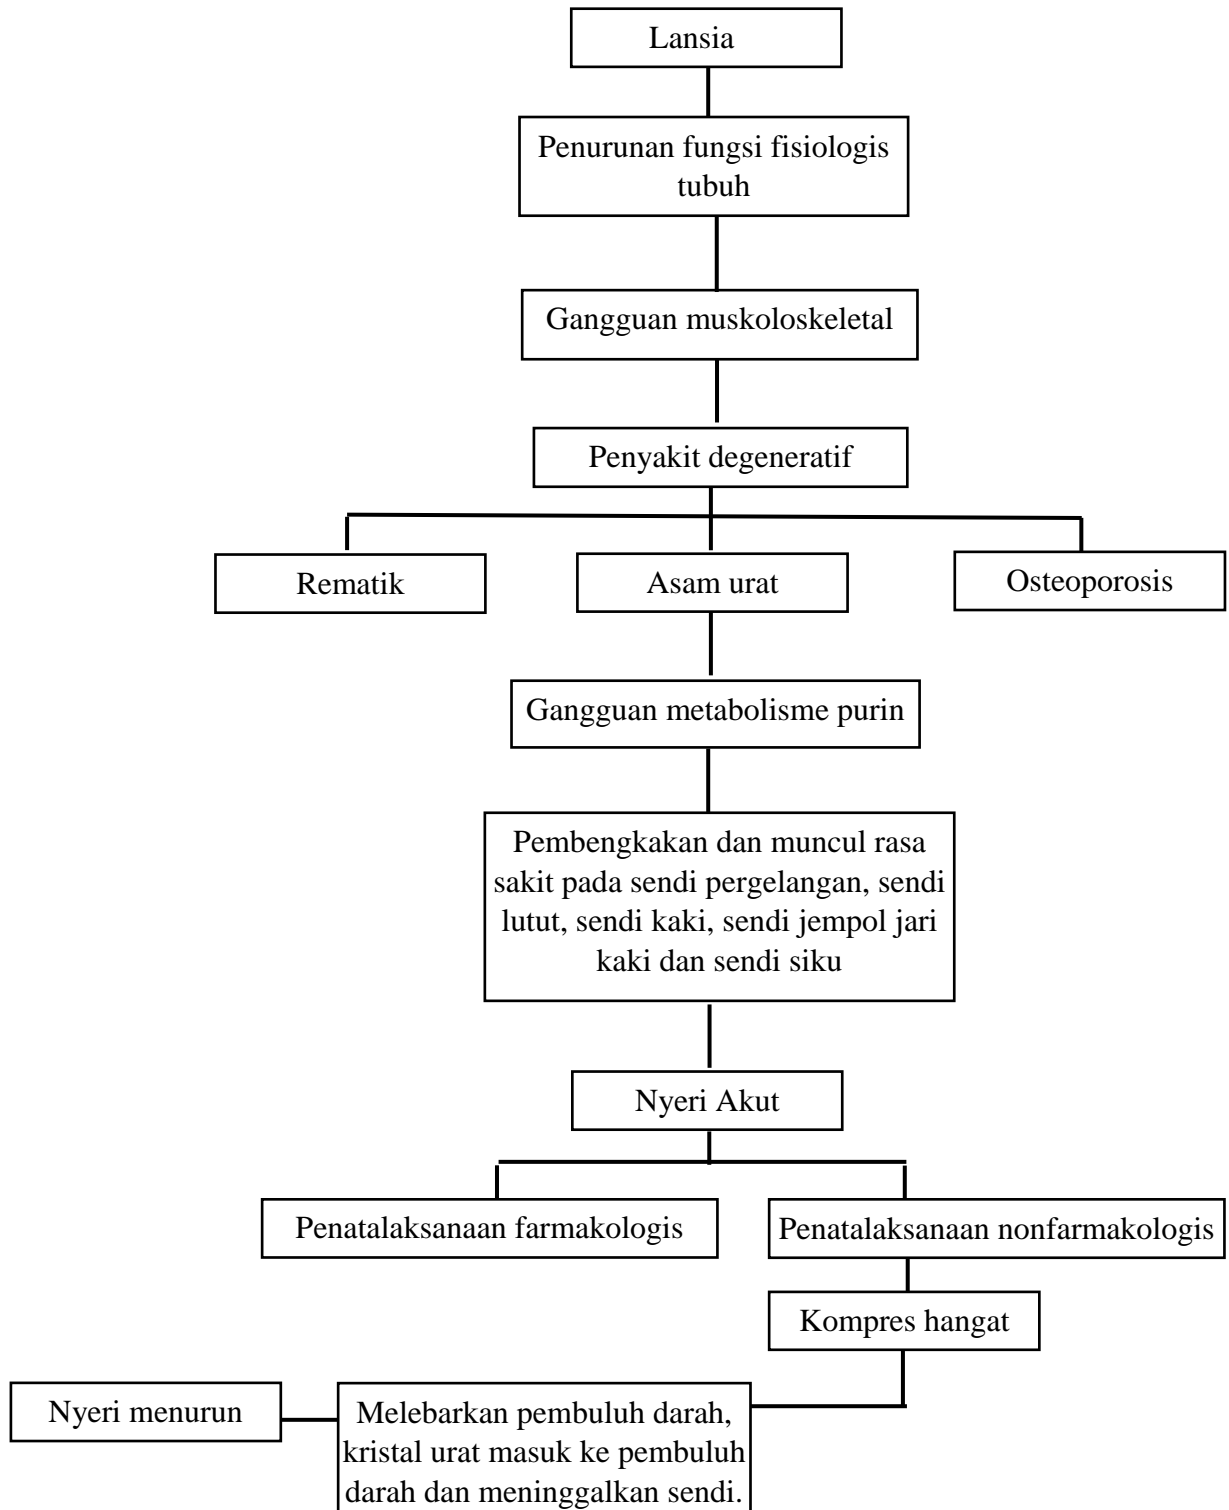 Lansia
Penurunan fungsi fisiologis
tubuh
Gangguan muskoloskeletal
Penyakit degeneratif
Rematik
Asam urat
Osteoporosis
Gangguan metabolisme purin
Pembengkakan dan muncul rasa
sakit pada sendi pergelangan, sendi
lutut, sendi kaki, sendi jempol jari
kaki dan sendi siku
Nyeri Akut
Penatalaksanaan farmakologis
Penatalaksanaan nonfarmakologis
Kompres hangat
Nyeri menurun
Melebarkan pembuluh darah,
kristal urat masuk ke pembuluh
darah dan meninggalkan sendi.